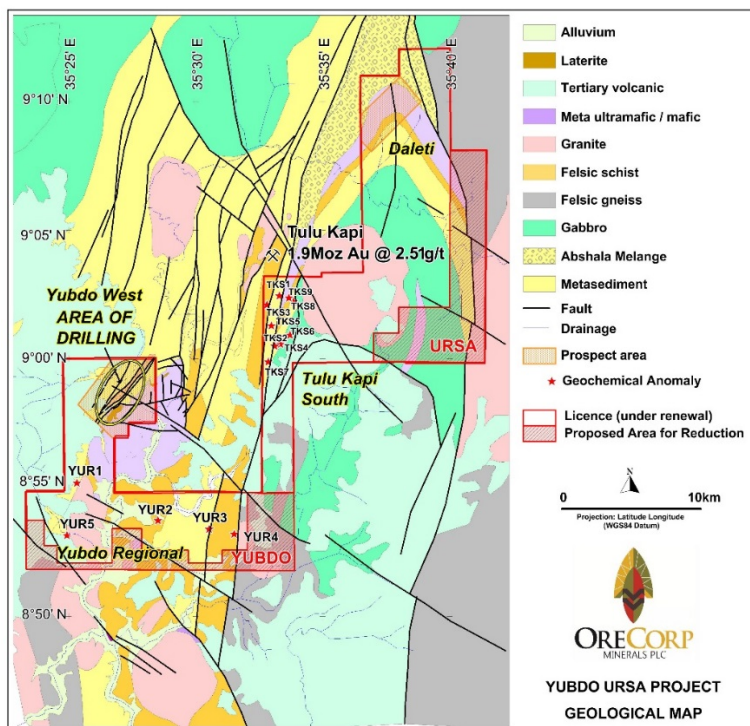 35°25' E
35°30' E
35°35' E
35°40' E
9°10' N
9°05' N
9°00' N
8°55' N
8°50' N
Daleti
Tulu Kapi
1.9Moz Au @ 2.51g/t
TKS1
TKS9
TKS8
TKS3
TKS5
TKS6
TKS2
TKS4
TKS7
Yubdo West
AREA OF
DRILLING
URSA
Tulu Kapi
South
YUR1
YUR2
YUR3
YUR4
YUR5
YUBDO
Yubdo Regional
Alluvium
Laterite
Tertiary volcanic
Meta ultramafic / mafic
Granite
Felsic schist
Felsic gneiss
Gabbro
Abshala Melange
Metasediment
Fault
Drainage
Prospect area
Geochemical Anomaly
Licence (under renewal)
Proposed Area for Reduction
N
0 10km
Projection: Latitude Longitude
(WGS84 Datum)
ORECORP
MINERALS PLC
YUBDO URSA PROJECT
GEOLOGICAL MAP